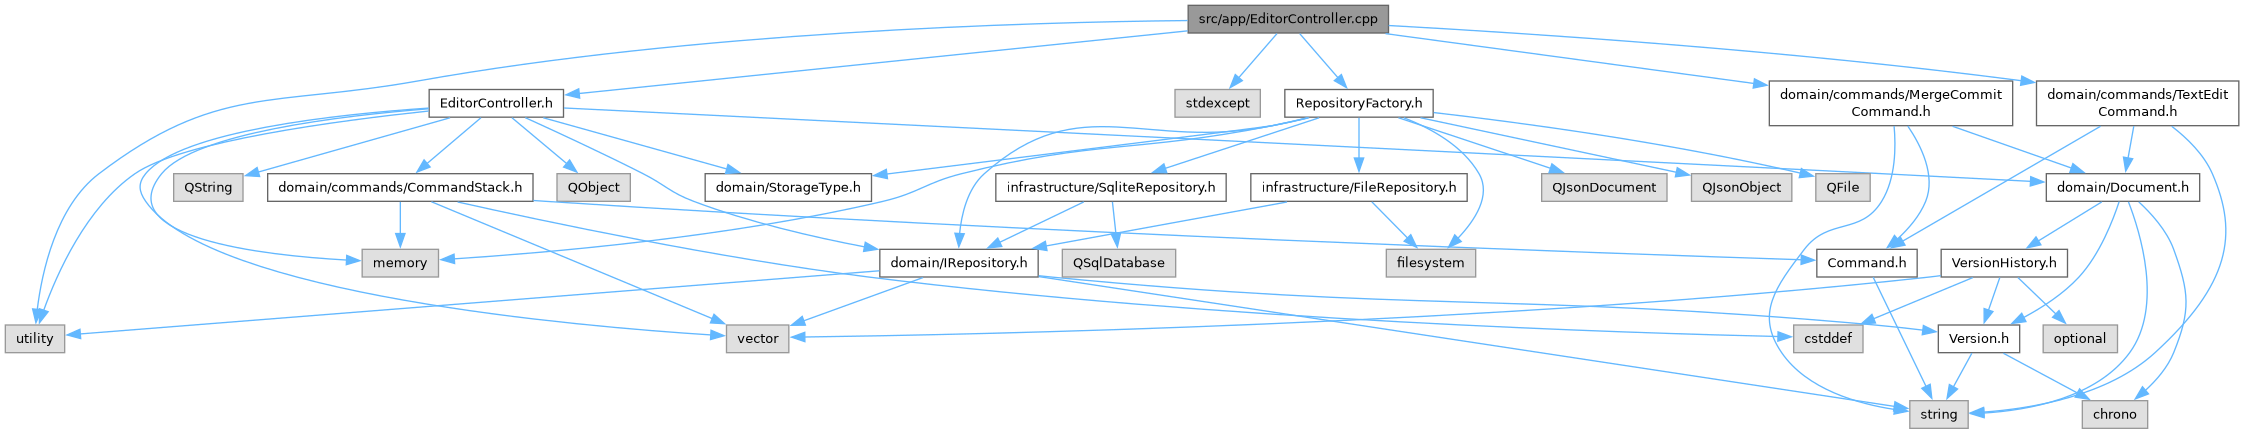 src/app/EditorController.cpp
EditorController.h
stdexcept
RepositoryFactory.h
domain/commands/MergeCommit
Command.h
domain/commands/TextEdit
Command.h
QString
domain/commands/CommandStack.h
QObject
domain/StorageType.h
infrastructure/SqliteRepository.h
infrastructure/FileRepository.h
QJsonDocument
QJsonObject
QFile
domain/Document.h
memory
domain/IRepository.h
QSqlDatabase
filesystem
Command.h
VersionHistory.h
utility
vector
cstddef
Version.h
optional
string
chrono